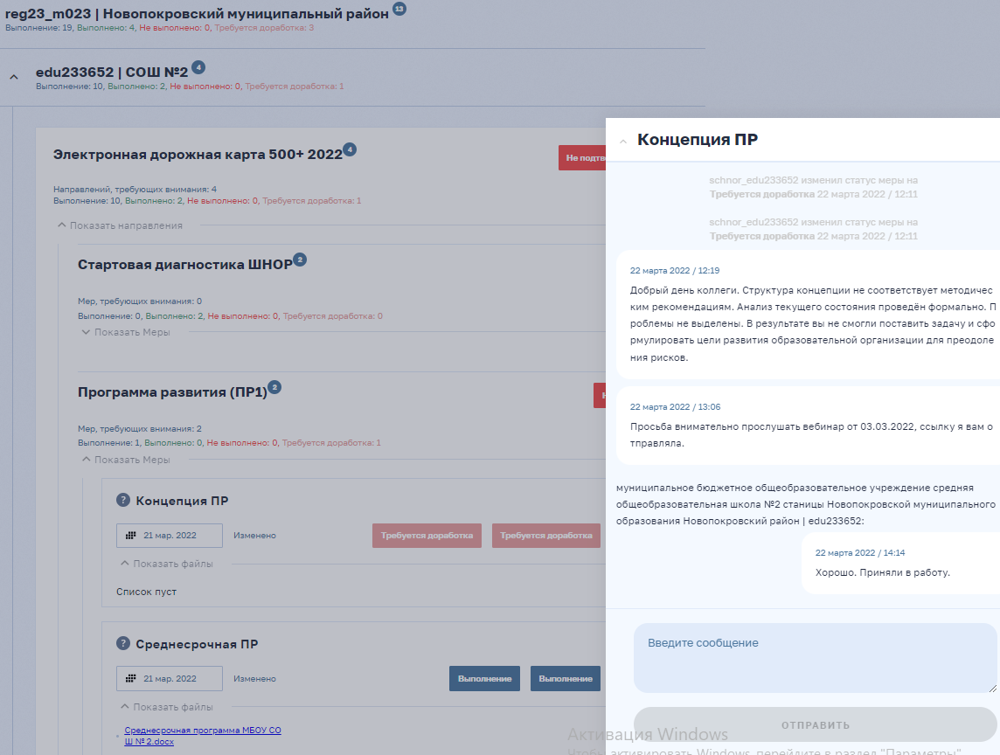 reg23_m023 | Новопокровский муниципальный район 13
Выполнение: 19, Выполнено: 4, Не выполнено: 0, Требуется доработка: 3
edu233652 | СОШ №2 4
Выполнение: 10, Выполнено: 2, Не выполнено: 0, Требуется доработка: 1
Электронная дорожная карта 500+ 2022 4
Не подтв
Направлений, требующих внимания: 4
Выполнение: 10, Выполнено: 2, Не выполнено: 0, Требуется доработка: 1
Показать направления
Стартовая диагностика ШНОР 2
Мер, требующих внимания: 0
Выполнение: 0, Выполнено: 2, Не выполнено: 0, Требуется доработка: 0
Показать Меры
Программа развития (ПР1) 2
Мер, требующих внимания: 2
Выполнение: 1, Выполнено: 0, Не выполнено: 0, Требуется доработка: 1
Показать Меры
? Концепция ПР
21 мар. 2022 Изменено Требуется доработка Требуется доработка
Показать файлы
Список пуст
? Среднесрочная ПР
21 мар. 2022 Изменено Выполнение Выполнение
Показать файлы
Среднесрочная программа МБОУ СО
Ш № 2.docx
Концепция ПР
schnor_edu233652 изменил статус меры на
Требуется доработка 22 марта 2022 / 12:11
schnor_edu233652 изменил статус меры на
Требуется доработка 22 марта 2022 / 12:11
22 марта 2022 / 12:19
Добрый день коллеги. Структура концепции не соответствует методичес
ким рекомендациям. Анализ текущего состояния проведён формально. П
роблемы не выделены. В результате вы не смогли поставить задачу и сфо
рмулировать цели развития образовательной организации для преодоле
ния рисков.
22 марта 2022 / 13:06
Просьба внимательно прослушать вебинар от 03.03.2022, ссылку я вам о
тправляла.
муниципальное бюджетное общеобразовательное учреждение средняя
общеобразовательная школа №2 станицы Новопокровской муниципального
образования Новопокровский район | edu233652:
22 марта 2022 / 14:14
Хорошо. Приняли в работу.
Введите сообщение
ОТПРАВИТЬ
Активация Windows
Чтобы активировать Windows, перейдите в раздел "Параметры"